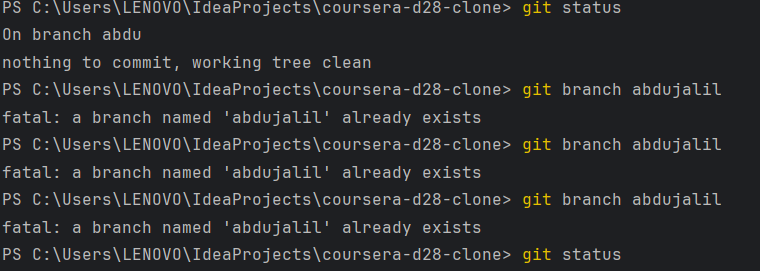 PS C:\Users\LENOVO\IdeaProjects\coursera-d28-clone> git status
On branch abdu
nothing to commit, working tree clean
PS C:\Users\LENOVO\IdeaProjects\coursera-d28-clone> git branch abdujalil
fatal: a branch named 'abdujalil' already exists
PS C:\Users\LENOVO\IdeaProjects\coursera-d28-clone> git branch abdujalil
fatal: a branch named 'abdujalil' already exists
PS C:\Users\LENOVO\IdeaProjects\coursera-d28-clone> git branch abdujalil
fatal: a branch named 'abdujalil' already exists
PS C:\Users\LENOVO\IdeaProjects\coursera-d28-clone> git status